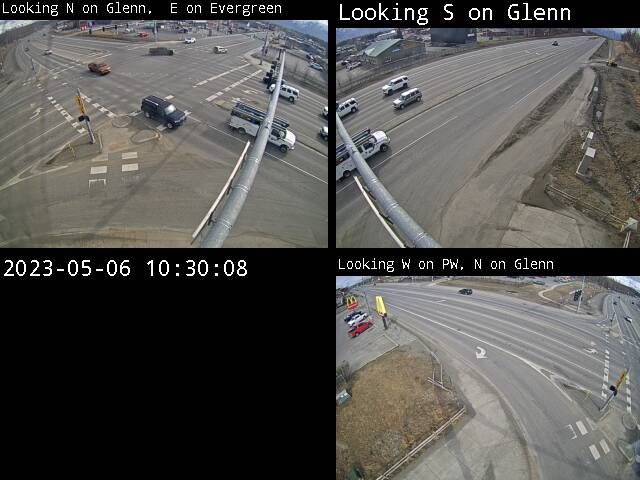 Looking N on Glenn, E on Evergreen
Looking S on Glenn
2023-05-06 10:30:08
Looking W on PW, N on Glenn